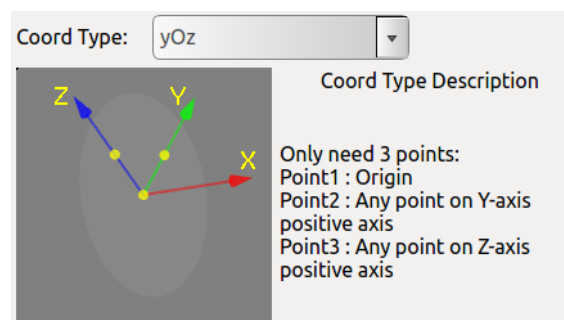 Coord Type:
yOz
Coord Type Description
Z
Y
X
Only need 3 points:
Point1 : Origin
Point2 : Any point on Y-axis
positive axis
Point3 : Any point on Z-axis
positive axis